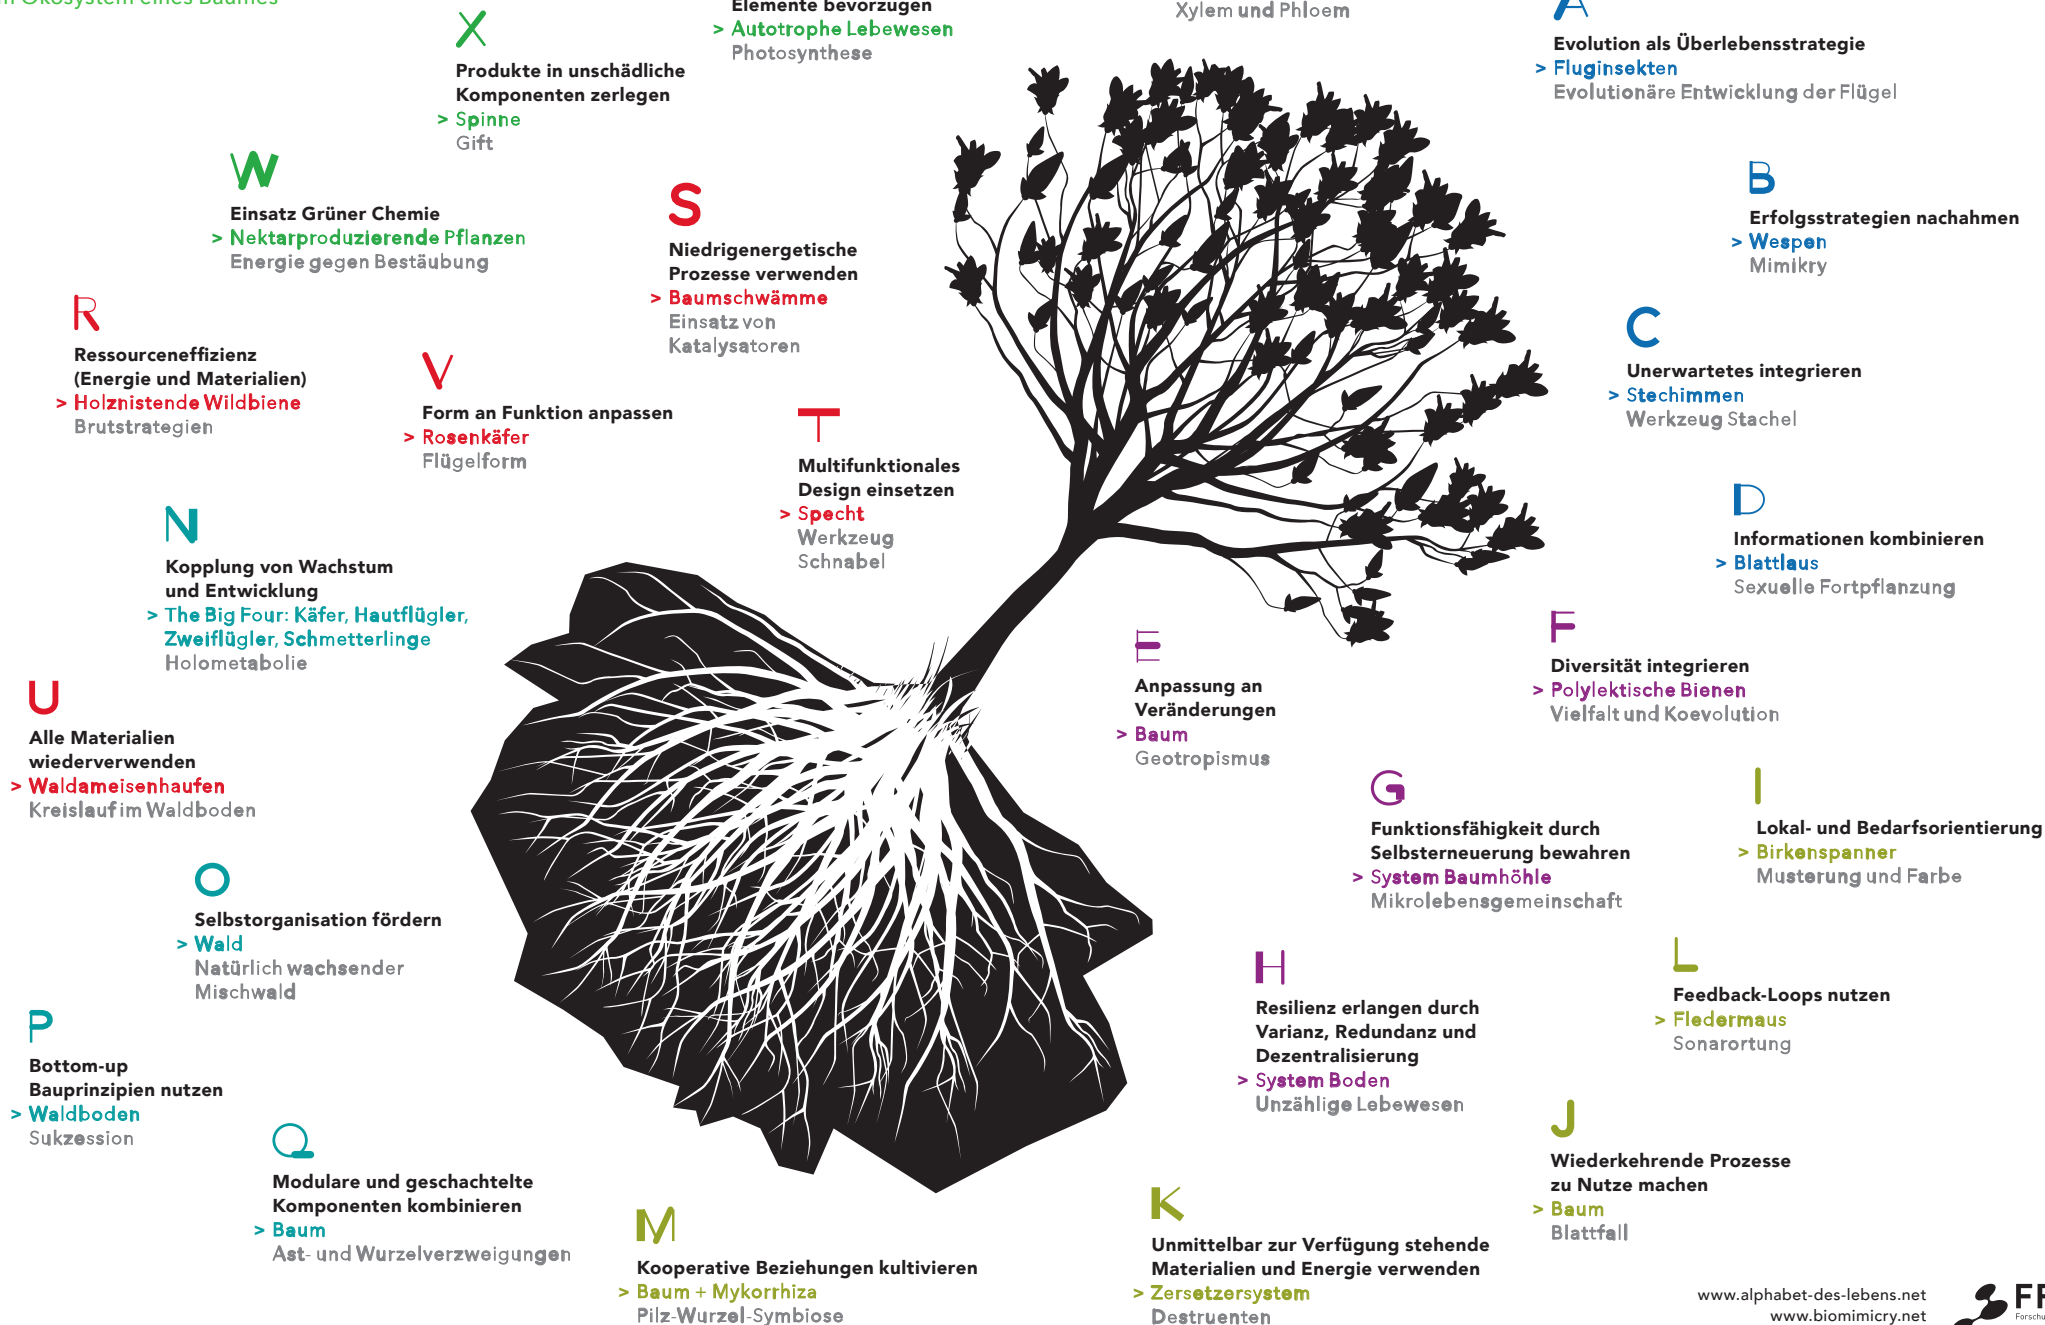 Ökosystem eines Baumes
Elemente bevorzugen
> Autotrophe Lebewesen
Photosynthese
Xylem und Phloem
A
Evolution als Überlebensstrategie
> Fluginsekten
Evolutionäre Entwicklung der Flügel
X
Produkte in unschädliche
Komponenten zerlegen
> Spinne
Gift
W
Einsatz Grüner Chemie
> Nektarproduzierende Pflanzen
Energie gegen Bestäubung
S
Niedrigenergetische
Prozesse verwenden
> Baumschwämme
Einsatz von
Katalysatoren
B
Erfolgsstrategien nachahmen
> Wespen
Mimikry
R
Ressourceneffizienz
(Energie und Materialien)
> Holznistende Wildbiene
Brutstrategien
V
Form an Funktion anpassen
> Rosenkäfer
Flügelform
T
Multifunktionales
Design einsetzen
> Specht
Werkzeug
Schnabel
C
Unerwartetes integrieren
> Stechimmen
Werkzeug Stachel
N
Kopplung von Wachstum
und Entwicklung
> The Big Four: Käfer, Hautflügler,
Zweiflügler, Schmetterlinge
Holometabolie
D
Informationen kombinieren
> Blattlaus
Sexuelle Fortpflanzung
U
Alle Materialien
wiederverwenden
> Waldameisenhaufen
Kreislauf im Waldboden
E
Anpassung an
Veränderungen
> Baum
Geotropismus
F
Diversität integrieren
> Polylektische Bienen
Vielfalt und Koevolution
G
Funktionsfähigkeit durch
Selbsterneuerung bewahren
> System Baumhöhle
Mikrolebensgemeinschaft
I
Lokal- und Bedarfsorientierung
> Birkenspanner
Musterung und Farbe
O
Selbstorganisation fördern
> Wald
Natürlich wachsender
Mischwald
H
Resilienz erlangen durch
Varianz, Redundanz und
Dezentralisierung
> System Boden
Unzählige Lebewesen
L
Feedback-Loops nutzen
> Fledermaus
Sonarortung
P
Bottom-up
Bauprinzipien nutzen
> Waldboden
Sukzession
Q
Modulare und geschachtelte
Komponenten kombinieren
> Baum
Ast- und Wurzelverzweigungen
M
Kooperative Beziehungen kultivieren
> Baum + Mykorrhiza
Pilz-Wurzel-Symbiose
K
Unmittelbar zur Verfügung stehende
Materialien und Energie verwenden
> Zersetzersystem
Destruenten
J
Wiederkehrende Prozesse
zu Nutze machen
> Baum
Blattfall
www.alphabet-des-lebens.net
www.biomimicry.net